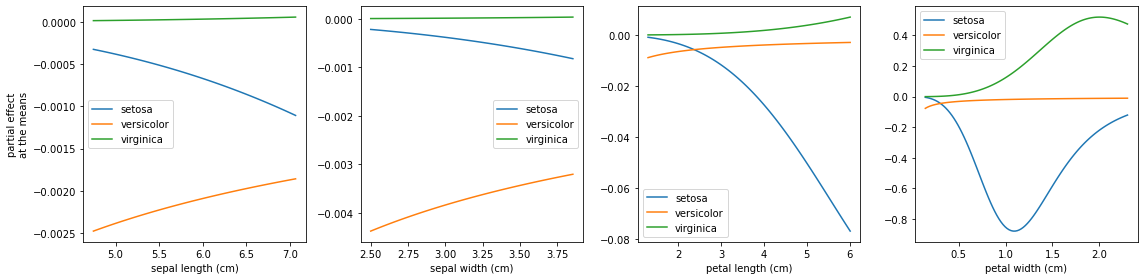 partial effect
at the means
0.0000
−0.0005
−0.0010
−0.0015
−0.0020
−0.0025
setosa
versicolor
virginica
5.0 5.5 6.0 6.5 7.0
sepal length (cm)
0.000
−0.001
−0.002
−0.003
−0.004
setosa
versicolor
virginica
2.50 2.75 3.00 3.25 3.50 3.75
sepal width (cm)
0.00
−0.02
−0.04
−0.06
−0.08
setosa
versicolor
virginica
2 3 4 5 6
petal length (cm)
0.4
0.2
0.0
−0.2
−0.4
−0.6
−0.8
setosa
versicolor
virginica
0.5 1.0 1.5 2.0
petal width (cm)